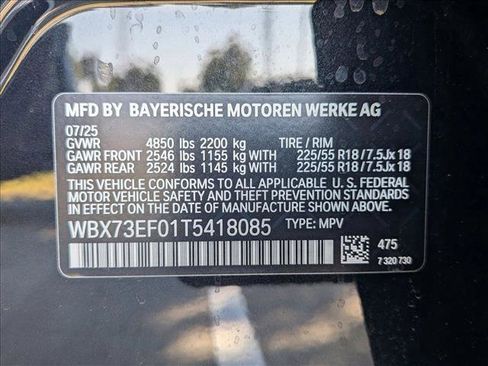 MFD BY BAYERISCHE MOTOREN WERKE AG
07/25
GVWR 4850 lbs 2200 kg TIRE / RIM
GAWR FRONT 2546 lbs 1155 kg WITH 225/55 R18/7.5Jx18
GAWR REAR 2524 lbs 1145 kg WITH 225/55 R18/7.5Jx18
THIS VEHICLE CONFORMS TO ALL APPLICABLE U. S. FEDERAL
MOTOR VEHICLE SAFETY AND THEFT PREVENTION STANDARDS
IN EFFECT ON THE DATE OF MANUFACTURE SHOWN ABOVE.
WBX73EF01T5418085 TYPE: MPV
475
7 320 730